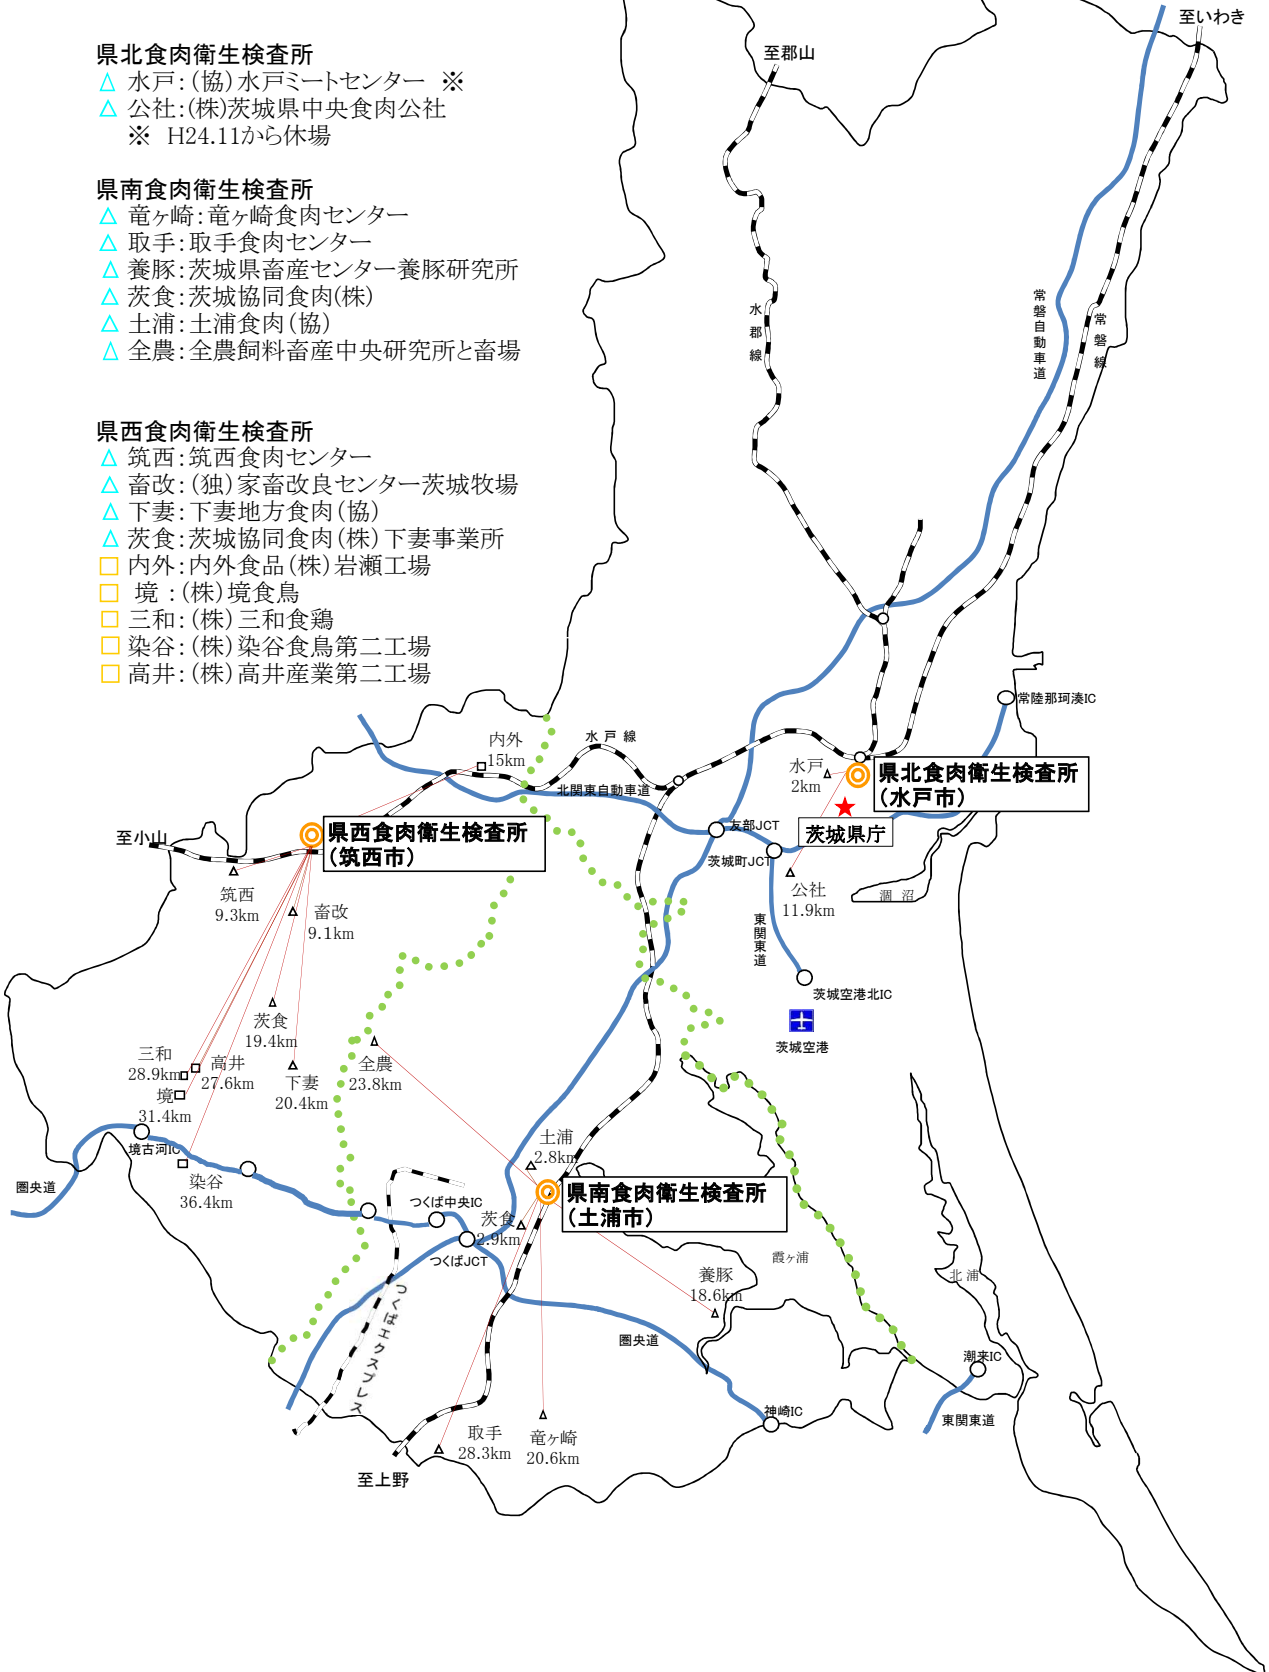 県北食肉衛生検査所
△ 水戸：(協)水戸ミートセンター ※
△ 公社：(株)茨城県中央食肉公社
※ H24.11から休場
県南食肉衛生検査所
△ 竜ヶ崎：竜ヶ崎食肉センター
△ 取手：取手食肉センター
△ 養豚：茨城県畜産センター養豚研究所
△ 茨食：茨城協同食肉(株)
△ 土浦：土浦食肉(協)
△ 全農：全農飼料畜産中央研究所と畜場
県西食肉衛生検査所
△ 筑西：筑西食肉センター
△ 畜改：(独)家畜改良センター茨城牧場
△ 下妻：下妻地方食肉(協)
△ 茨食：茨城協同食肉(株)下妻事業所
□ 内外：内外食品(株)岩瀬工場
□ 境：(株)境食鳥
□ 三和：(株)三和食鶏
□ 染谷：(株)染谷食鳥第二工場
□ 高井：(株)高井産業第二工場
至いわき
至郡山
水郡線
常磐自動車道
常磐線
常陸那珂湊IC
水戸線
内外
15km
北関東自動車道
水戸
2km
県北食肉衛生検査所
(水戸市)
茨城県庁
友部JCT
茨城町JCT
県西食肉衛生検査所
(筑西市)
至小山
筑西
9.3km
畜改
9.1km
公社
11.9km
涸沼
東関東道
茨城空港北IC
茨城空港
茨食
19.4km
三和
28.9km
高井
27.6km
境
31.4km
下妻
20.4km
全農
23.8km
境古河IC
圏央道
染谷
36.4km
土浦
2.8km
県南食肉衛生検査所
(土浦市)
つくば中央IC
茨食
2.9km
つくばJCT
つくばエクスプレス
霞ヶ浦
北浦
養豚
18.6km
圏央道
潮来IC
神崎IC
東関東道
取手
28.3km
竜ヶ崎
20.6km
至上野